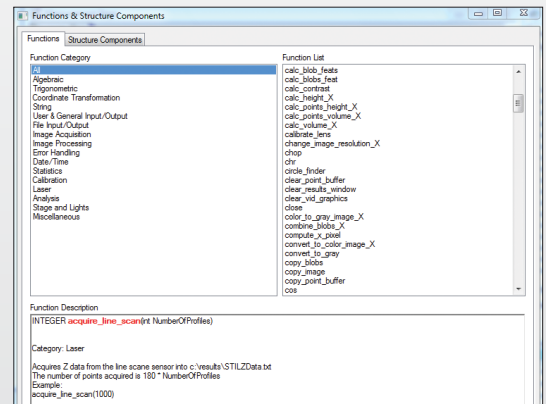 Functions & Structure Components
Functions
Structure Components
Function Category
All
Algebraic
Trigonometric
Coordinate Transformation
String
User & General Input/Output
File Input/Output
Image Acquisition
Image Processing
Error Handling
Date/Time
Statistics
Calibration
Laser
Analysis
Stage and Lights
Miscellaneous
Function List
calc_blob_feats
calc_blobs_feat
calc_contrast
calc_height_X
calc_points_height_X
calc_points_volume_X
calc_volume_X
calibrate_lens
change_image_resolution_X
chop
chr
circle_finder
clear_point_buffer
clear_results_window
clear_vid_graphics
close
color_to_gray_image_X
combine_blobs_X
compute_x_pixel
convert_to_color_image_X
convert_to_gray
copy_blobs
copy_image
copy_point_buffer
cos
Function Description
INTEGER acquire_line_scan(int NumberOfProfiles)
Category: Laser
Acquires Z data from the line scane sensor into c:\results\STILZData.txt
The number of points acquired is 180 * NumberOfProfiles
Example:
acquire_line_scan(1000)